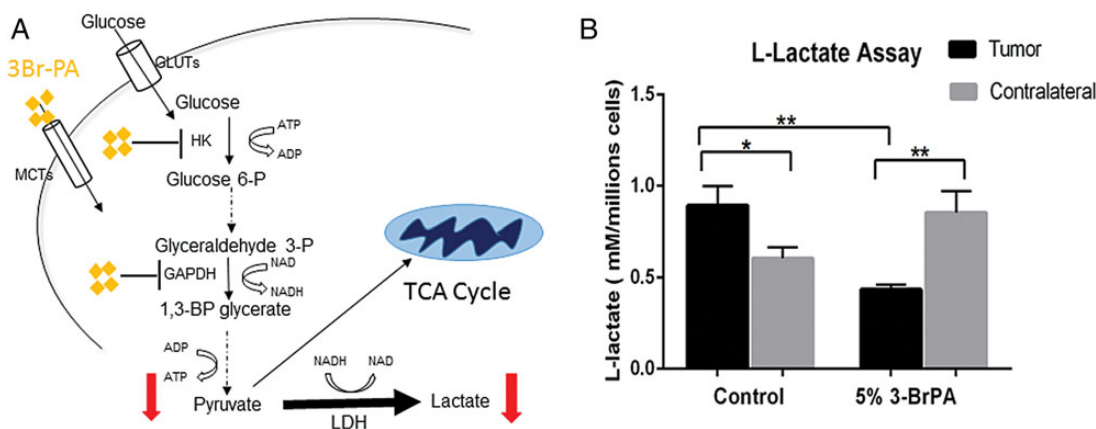 A
Glucose
GLUTs
3Br-PA
Glucose
MCTs
HK
ATP
ADP
Glucose 6-P
Glyceraldehyde 3-P
GAPDH
NAD
NADH
1,3-BP glycerate
TCA Cycle
ADP
ATP
NADH NAD
Pyruvate
Lactate
LDH
B
L-Lactate Assay
Tumor
Contralateral
L-lactate ( mM/millions cells)
1.5
1.0
0.5
0.0
**
*
**
Control
5% 3-BrPA